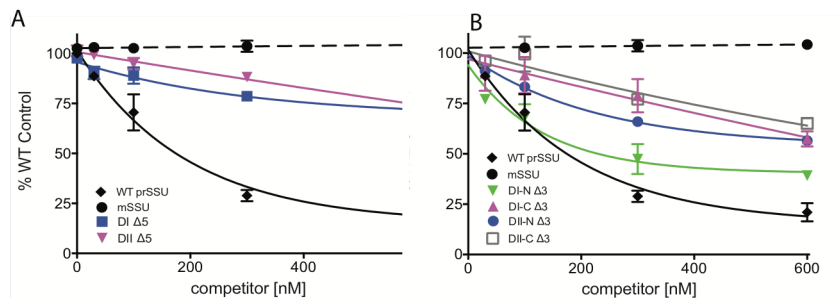 A
% WT Control
100
75
50
25
0
WT prSSU
mSSU
DI Δ5
DII Δ5
0
200
400
competitor [nM]
B
100
75
50
25
0
WT prSSU
mSSU
DI-N Δ3
DI-C Δ3
DII-N Δ3
DII-C Δ3
0
200
400
600
competitor [nM]